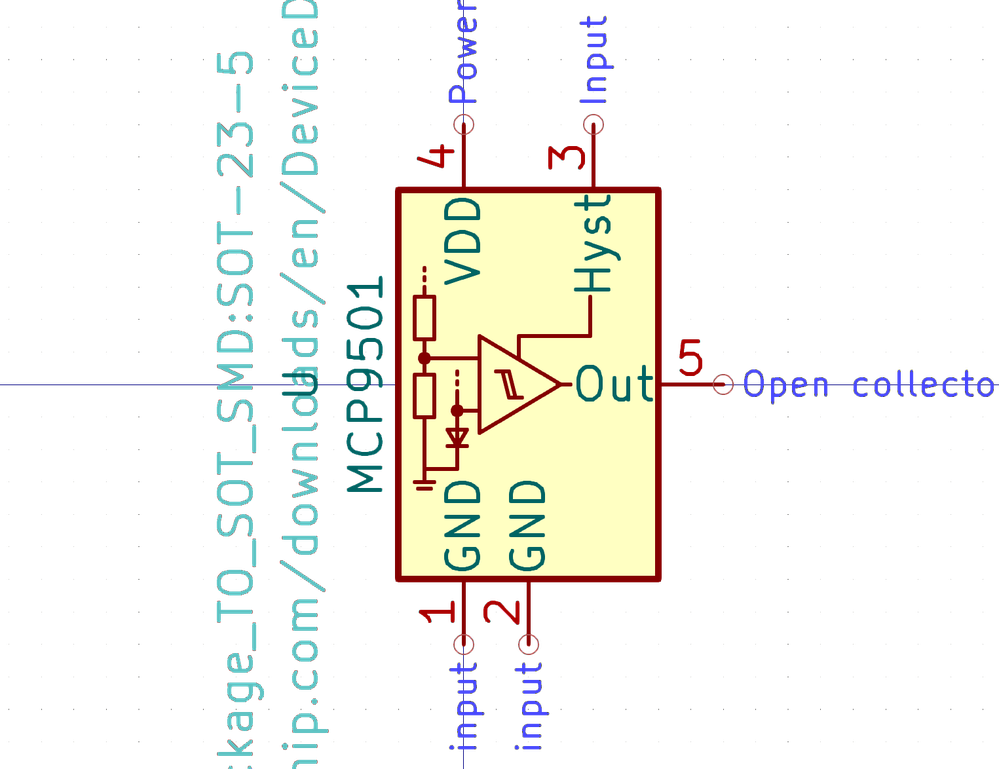 ckage_TO_SOT_SMD:SOT-23-5
hip.com/downloads/en/DeviceD
U
MCP9501
Power
Input
4
3
VDD
Hyst
Out
5
Open collecto
GND
GND
1
2
input
input